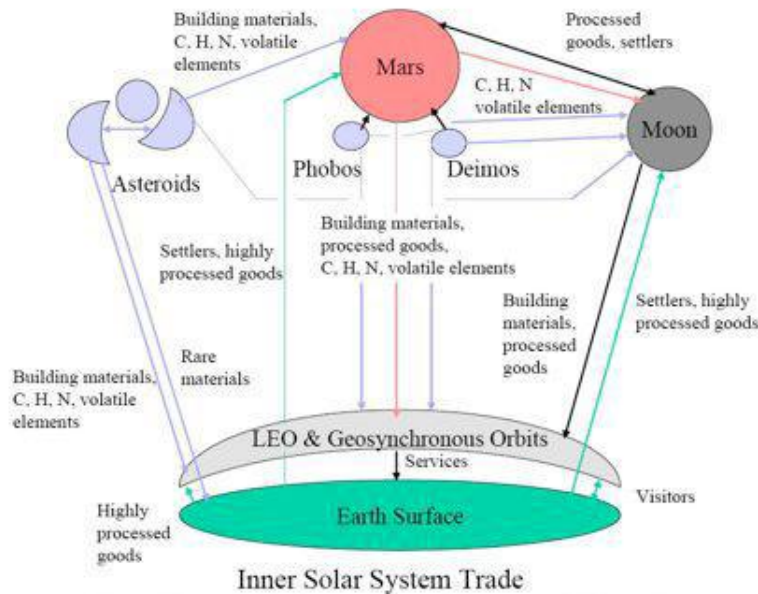 Building materials,
C, H, N, volatile
elements
Processed
goods, settlers
Mars
C, H, N
volatile elements
Moon
Asteroids
Phobos
Deimos
Building materials,
processed goods,
C, H, N, volatile elements
Settlers, highly
processed goods
Building
materials,
processed
goods
Settlers, highly
processed goods
Rare
materials
Building materials,
C, H, N, volatile
elements
LEO & Geosynchronous Orbits
Services
Visitors
Highly
processed
goods
Earth Surface
Inner Solar System Trade